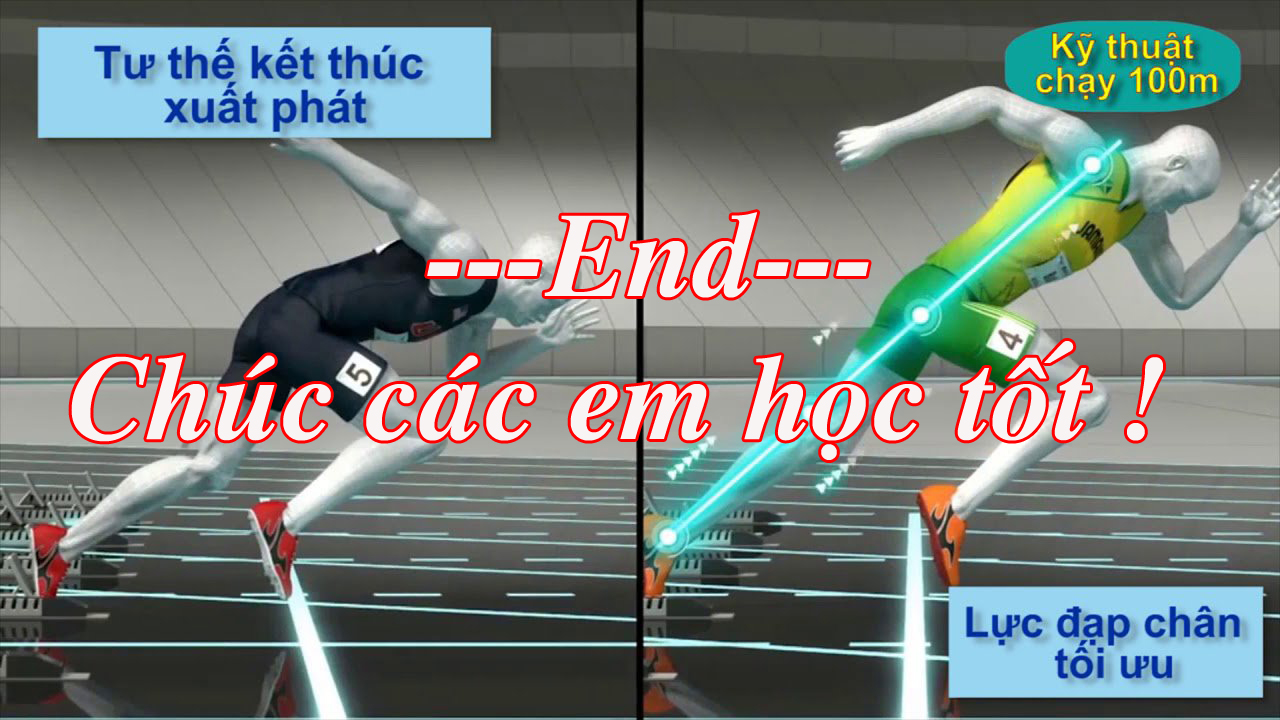 Tư thế kết thúc
xuất phát
Kỹ thuật
chạy 100m
---End---
Chúc các em học tốt !
5
4
Lực đạp chân
tối ưu